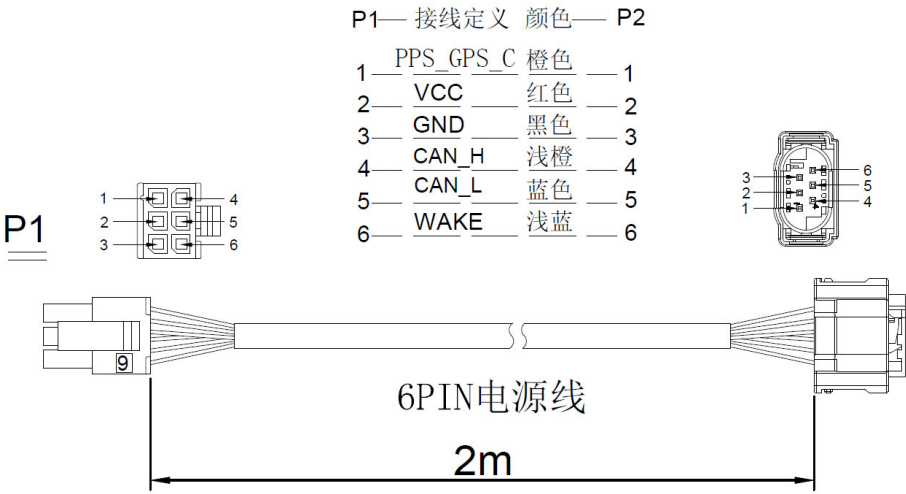 P1 接线定义 颜色 P2
1 PPS_GPS_C 橙色 1
2 VCC 红色 2
3 GND 黑色 3
4 CAN_H 浅橙 4
5 CAN_L 蓝色 5
6 WAKE 浅蓝 6
P1
1 4
2 5
3 6
3 6
2 5
1 4
9
6PIN电源线
2m